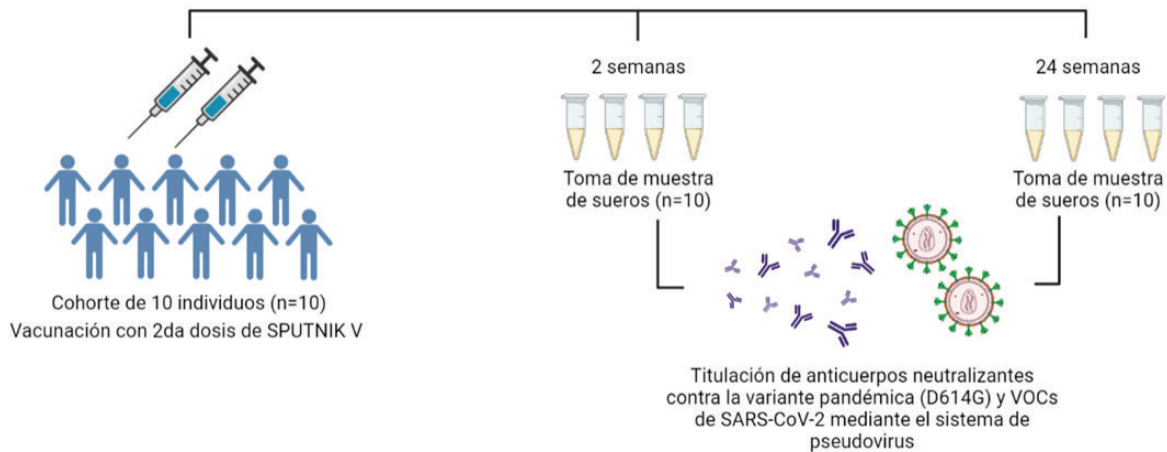 2 semanas
24 semanas
Toma de muestra
de sueros (n=10)
Toma de muestra
de sueros (n=10)
Cohorte de 10 individuos (n=10)
Vacunación con 2da dosis de SPUTNIK V
Titulación de anticuerpos neutralizantes
contra la variante pandémica (D614G) y VOCs
de SARS-CoV-2 mediante el sistema de
pseudovirus